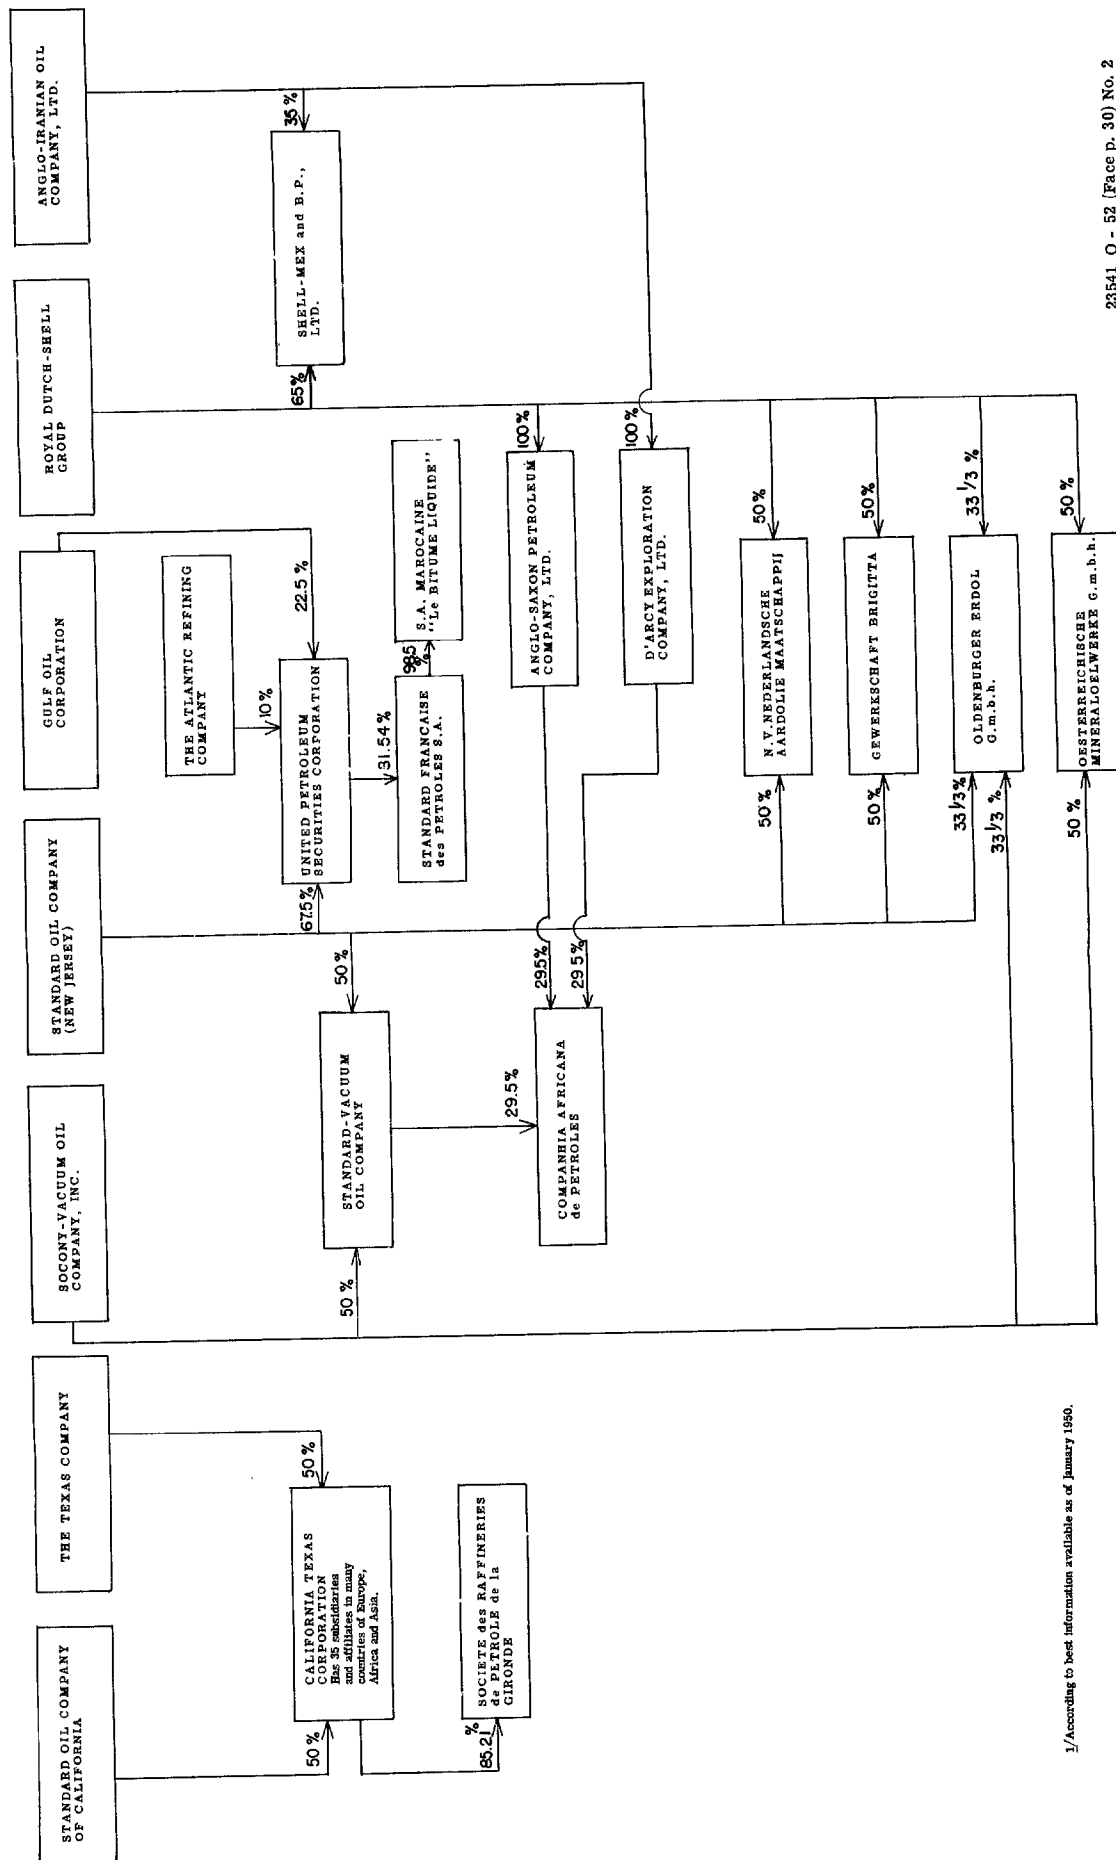 STANDARD OIL COMPANY
OF CALIFORNIA
THE TEXAS COMPANY
SOCONY-VACUUM OIL
COMPANY, INC.
STANDARD OIL COMPANY
(NEW JERSEY)
GULF OIL
CORPORATION
ROYAL DUTCH-SHELL
GROUP
ANGLO-IRANIAN OIL
COMPANY, LTD.
THE ATLANTIC REFINING
COMPANY
10%
22.5 %
67.5%
UNITED PETROLEUM
SECURITIES CORPORATION
65%
35%
SHELL-MEX and B.P.,
LTD.
50%
50%
CALIFORNIA TEXAS
CORPORATION
Has 35 subsidiaries
and affiliates in many
countries of Europe,
Africa and Asia.
50%
50%
STANDARD-VACUUM
OIL COMPANY
31.54%
STANDARD FRANCAISE
des PETROLES S.A.
98.5
%
S.A. MAROCAINE
"Le BITUME LIQUIDE"
85.21
%
SOCIETE des RAFFINERIES
de PETROLE de la
GIRONDE
29.5%
29.5%
29.5%
COMPANHIA AFRICANA
de PETROLES
100%
ANGLO-SAXON PETROLEUM
COMPANY, LTD.
100%
D'ARCY EXPLORATION
COMPANY, LTD.
50%
50%
N.V. NEDERLANDSCHE
AARDOLIE MAATSCHAPPIJ
50%
50%
GEWERKSCHAFT BRIGITTA
33 1/3%
33 1/3 %
33 1/3 %
OLDENBURGER ERDOL
G.m.b.h.
50 %
50 %
OESTERREICHISCHE
MINERALOELWERKE G.m.b.h.
1/According to best information available as of January 1950.
23541 O - 52 (Face p. 30) No. 2